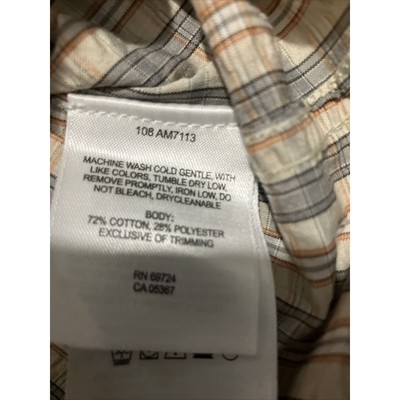 108 AM7113
MACHINE WASH COLD GENTLE, WITH
LIKE COLORS, TUMBLE DRY LOW,
REMOVE PROMPTLY, IRON LOW, DO
NOT BLEACH, DRYCLEANABLE
BODY:
72% COTTON, 28% POLYESTER
EXCLUSIVE OF TRIMMING
RN 69724
CA 05367